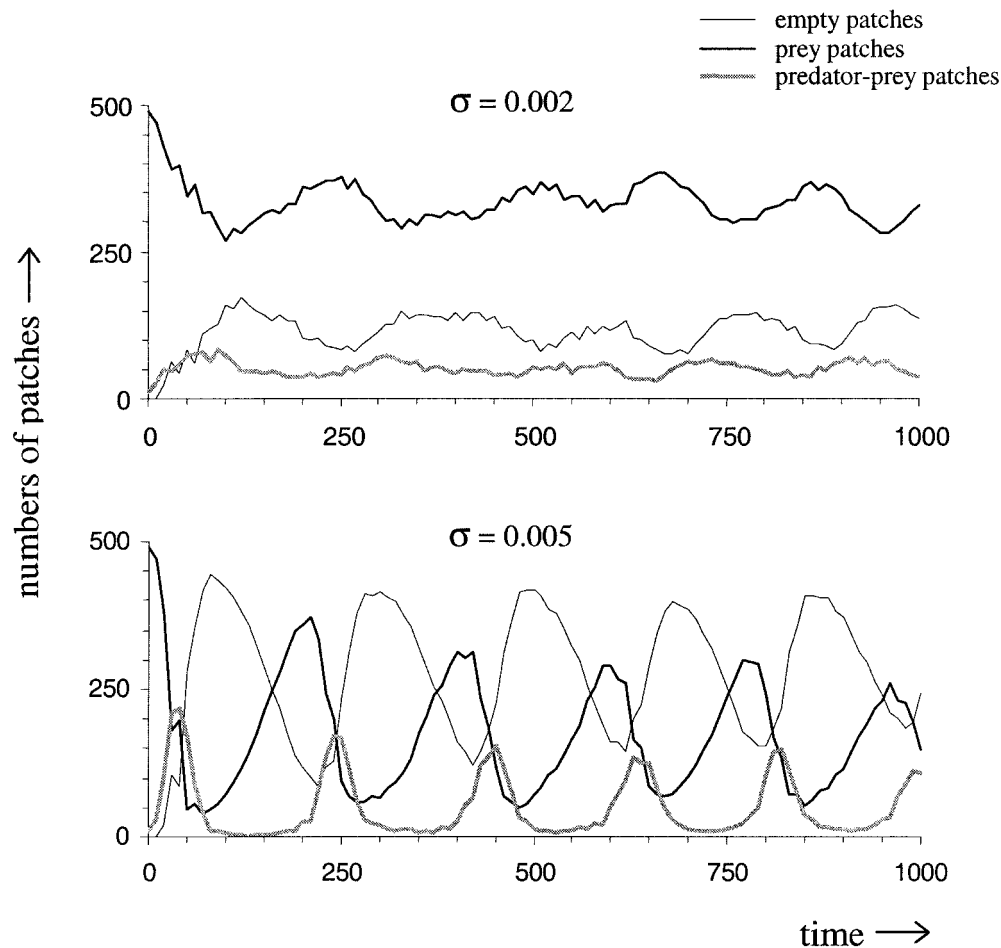 empty patches
prey patches
predator-prey patches
σ = 0.002
500
250
0
0 250 500 750 1000
numbers of patches →
σ = 0.005
500
250
0
0 250 500 750 1000
time →